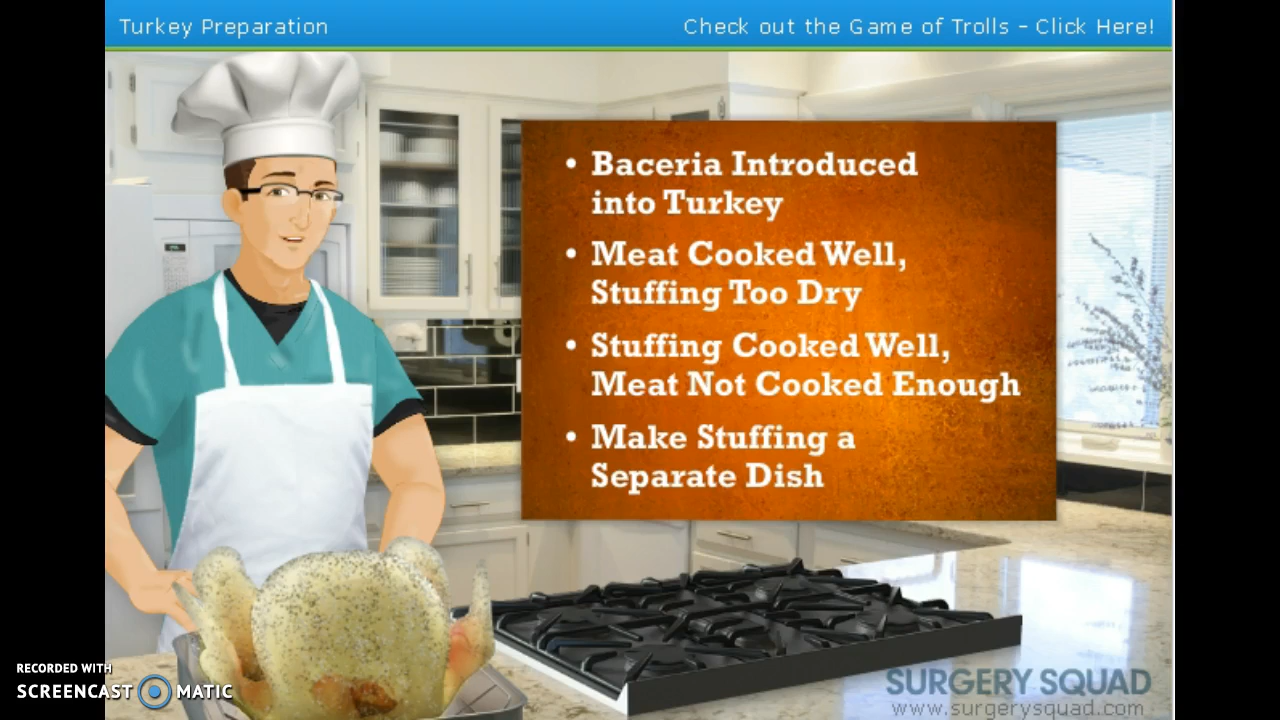 Turkey Preparation
Check out the Game of Trolls – Click Here!
• Baceria Introduced
into Turkey
• Meat Cooked Well,
Stuffing Too Dry
• Stuffing Cooked Well,
Meat Not Cooked Enough
• Make Stuffing a
Separate Dish
SURGERY SQUAD
www.surgerysquad.com
RECORDED WITH
SCREENCAST MATIC